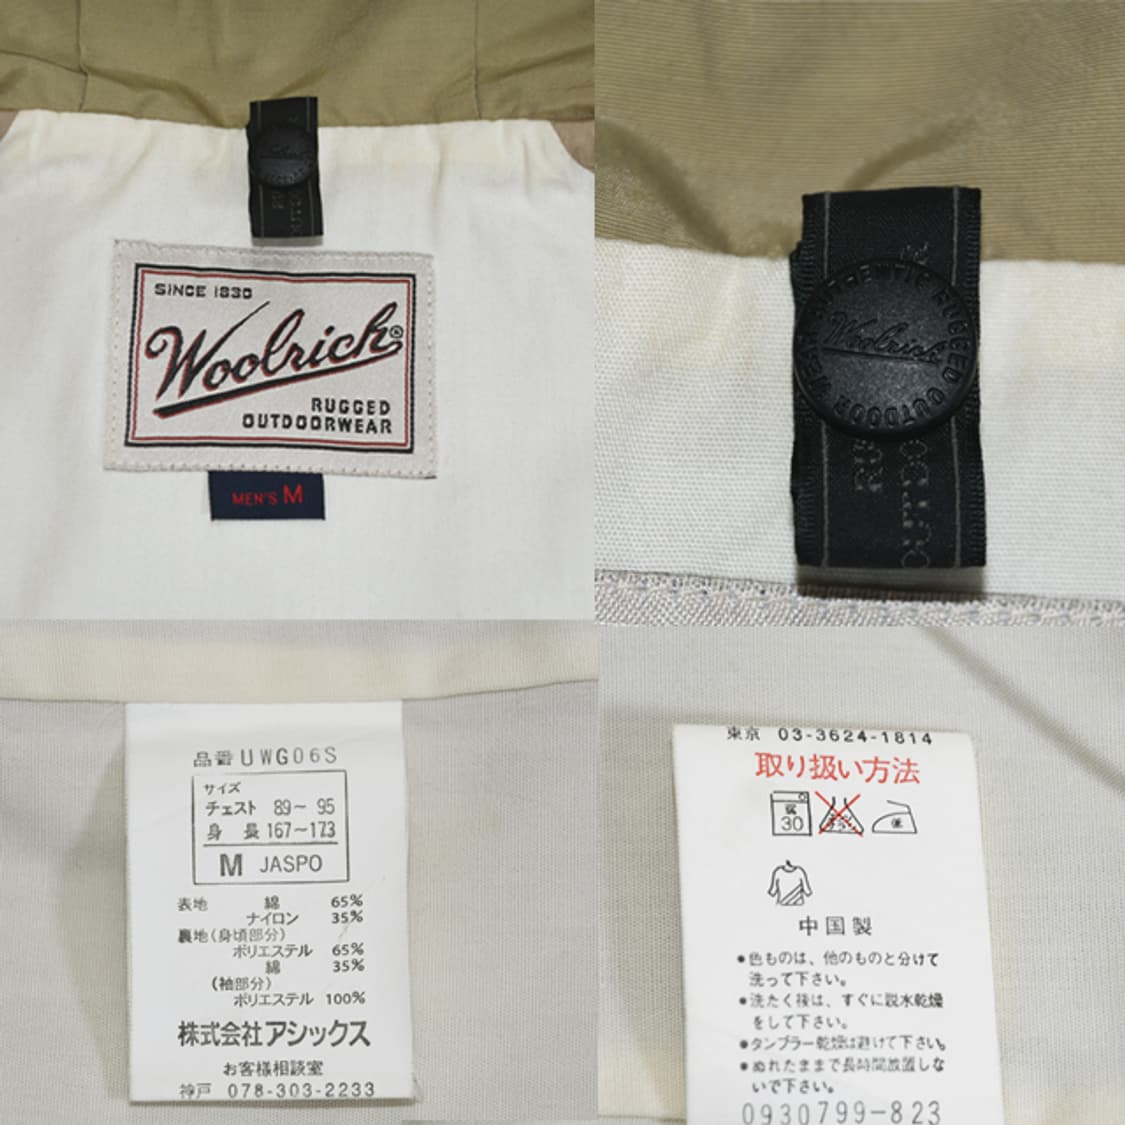 SINCE 1830
Woolrich®
RUGGED
OUTDOORWEAR
MEN'S M
AUTHENTIC RUGGED OUTDOOR WEAR
Woolrich
RU
OUTDO
品番 UWG06S
サイズ
チェスト 89～ 95
身 長 167～173
M JASPO
表地 綿 65%
ナイロン 35%
裏地(身頃部分)
ポリエステル 65%
綿 35%
(袖部分)
ポリエステル 100%
株式会社アシックス
お客様相談室
神戸 078-303-2233
東京 03-3624-1814
取り扱い方法
弱
30
中国製
●色ものは、他のものと分けて
洗って下さい。
●洗たく後は、すぐに脱水乾燥
をして下さい。
●タンブラー乾燥は避けて下さい。
●ぬれたままで長時間放置しな
いで下さい。
0930799-823